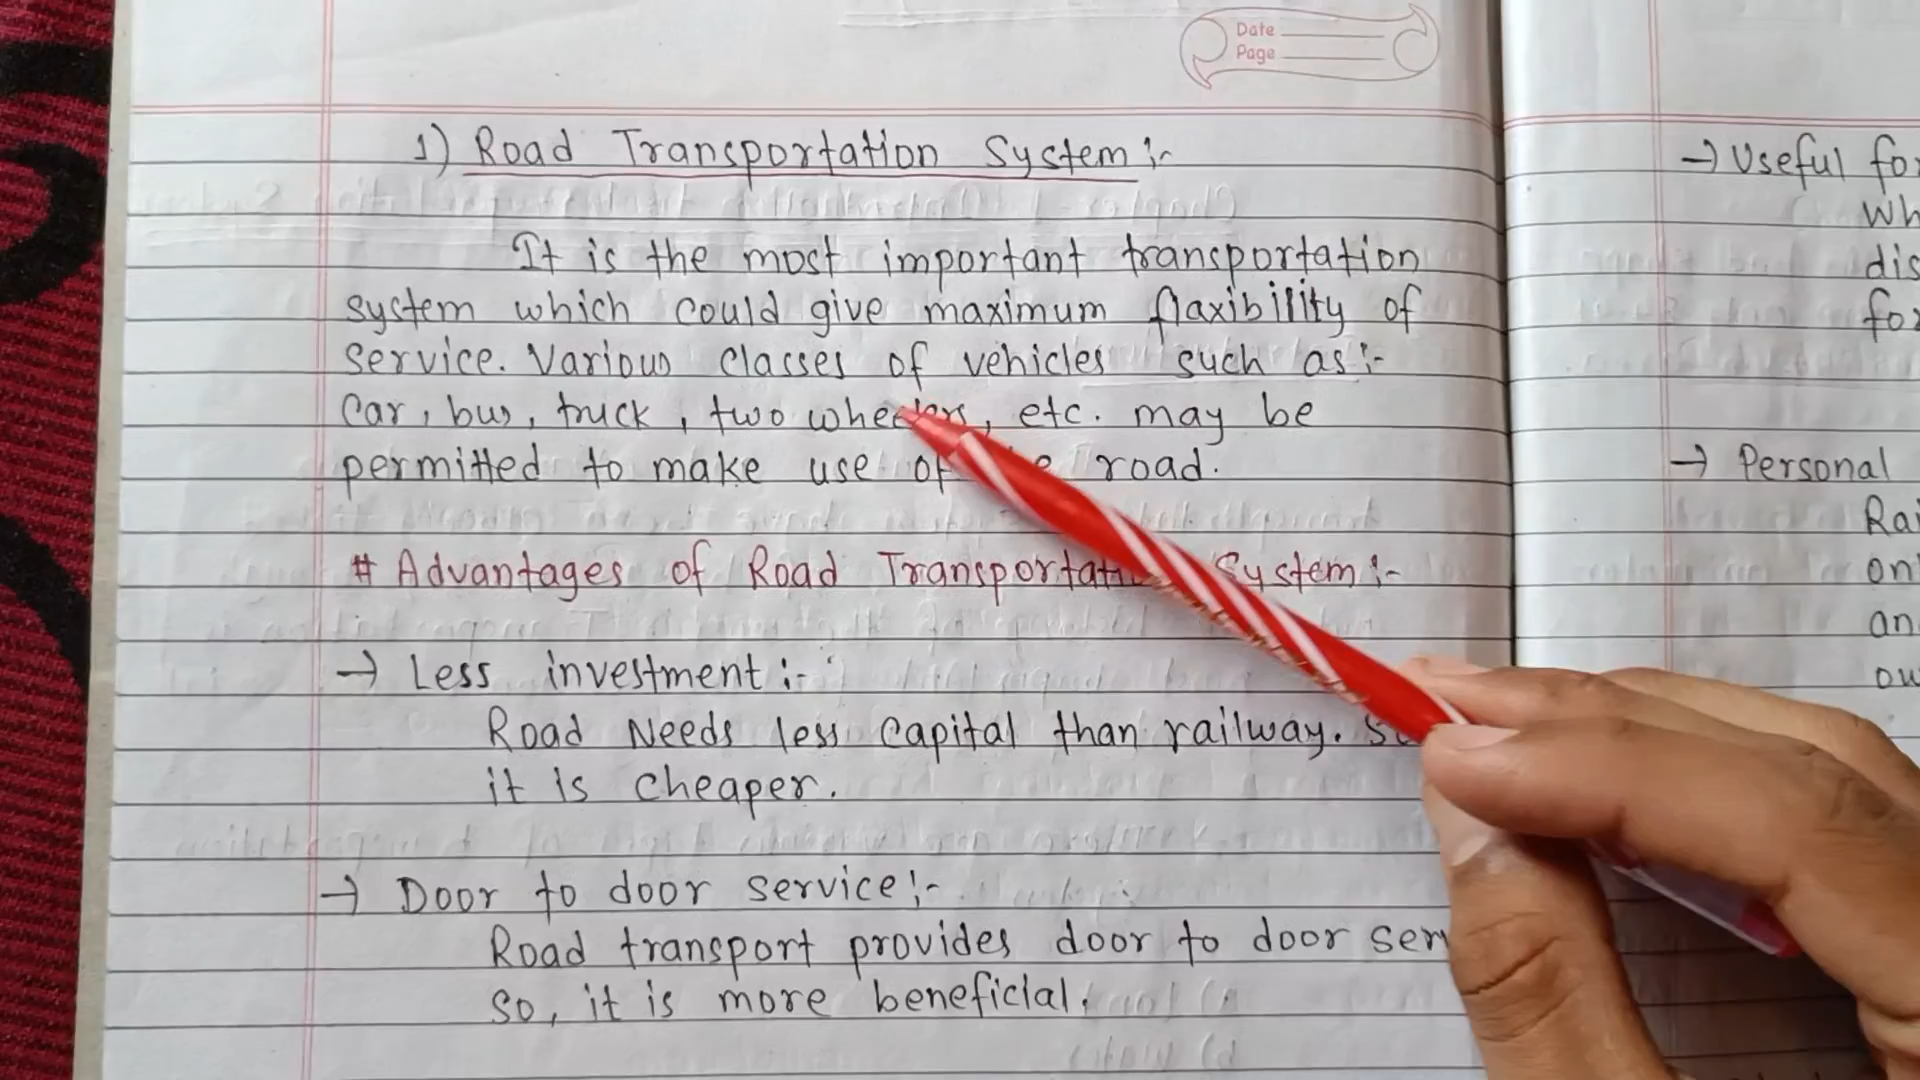 Date
Page
1) Road Transportation System :-
It is the most important transportation
system which could give maximum flaxibility of
service. Various classes of vehicles such as:-
Car, bus, truck, two wheelers, etc. may be
permitted to make use of road.
# Advantages of Road Transportation System :-
→ Less investment :-
Road Needs less capital than railway.
it is cheaper.
→ Door to door service :-
Road transport provides door to door
so, it is more beneficial.
→ Useful
→ Personal